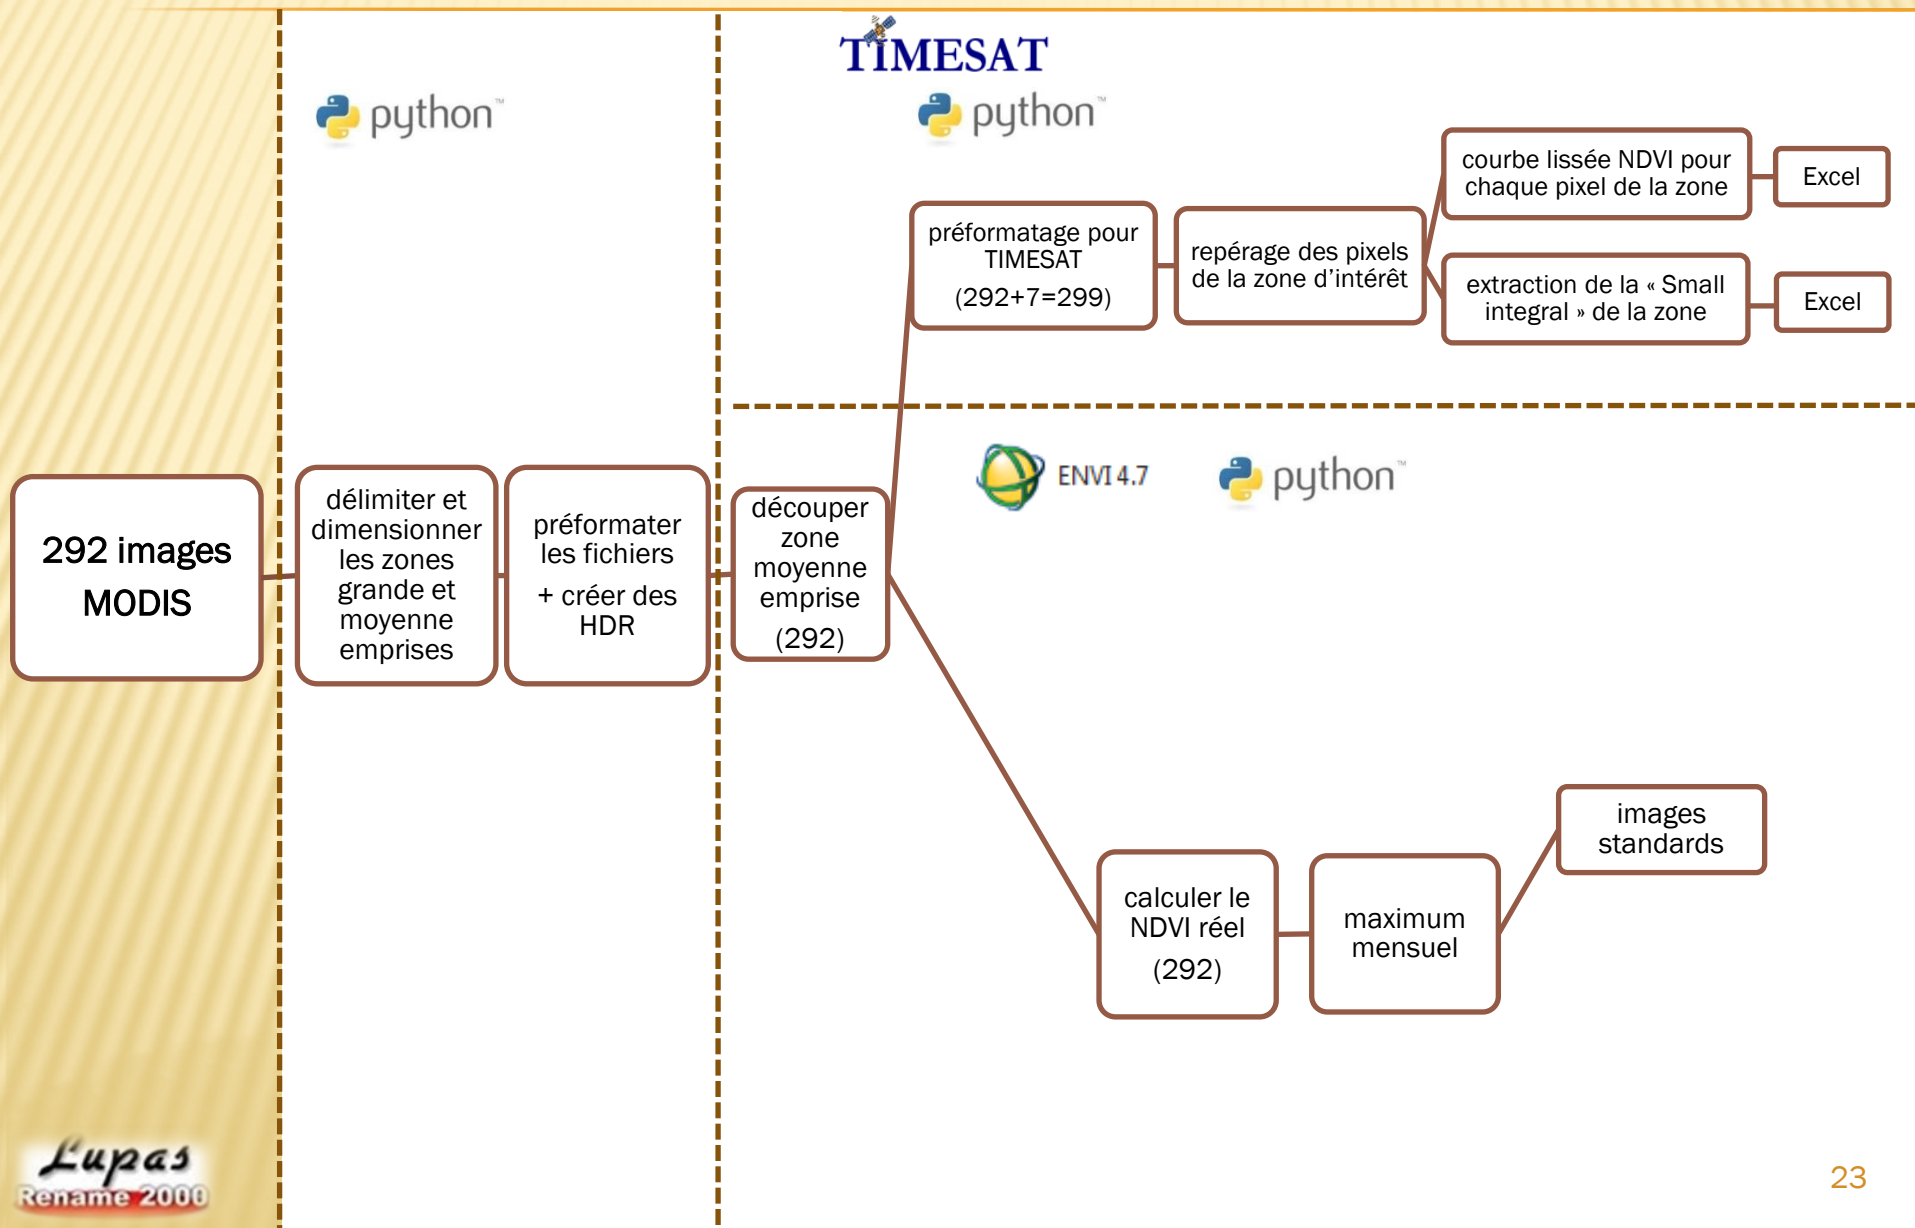 TIMESAT
python™
python™
courbe lissée NDVI pour
chaque pixel de la zone
Excel
préformatage pour
TIMESAT
(292+7=299)
repérage des pixels
de la zone d'intérêt
extraction de la « Small
integral » de la zone
Excel
ENVI 4.7
python™
292 images
MODIS
délimiter et
dimensionner
les zones
grande et
moyenne
emprises
préformater
les fichiers
+ créer des
HDR
découper
zone
moyenne
emprise
(292)
images
standards
calculer le
NDVI réel
(292)
maximum
mensuel
Lupas
Rename 2000
23